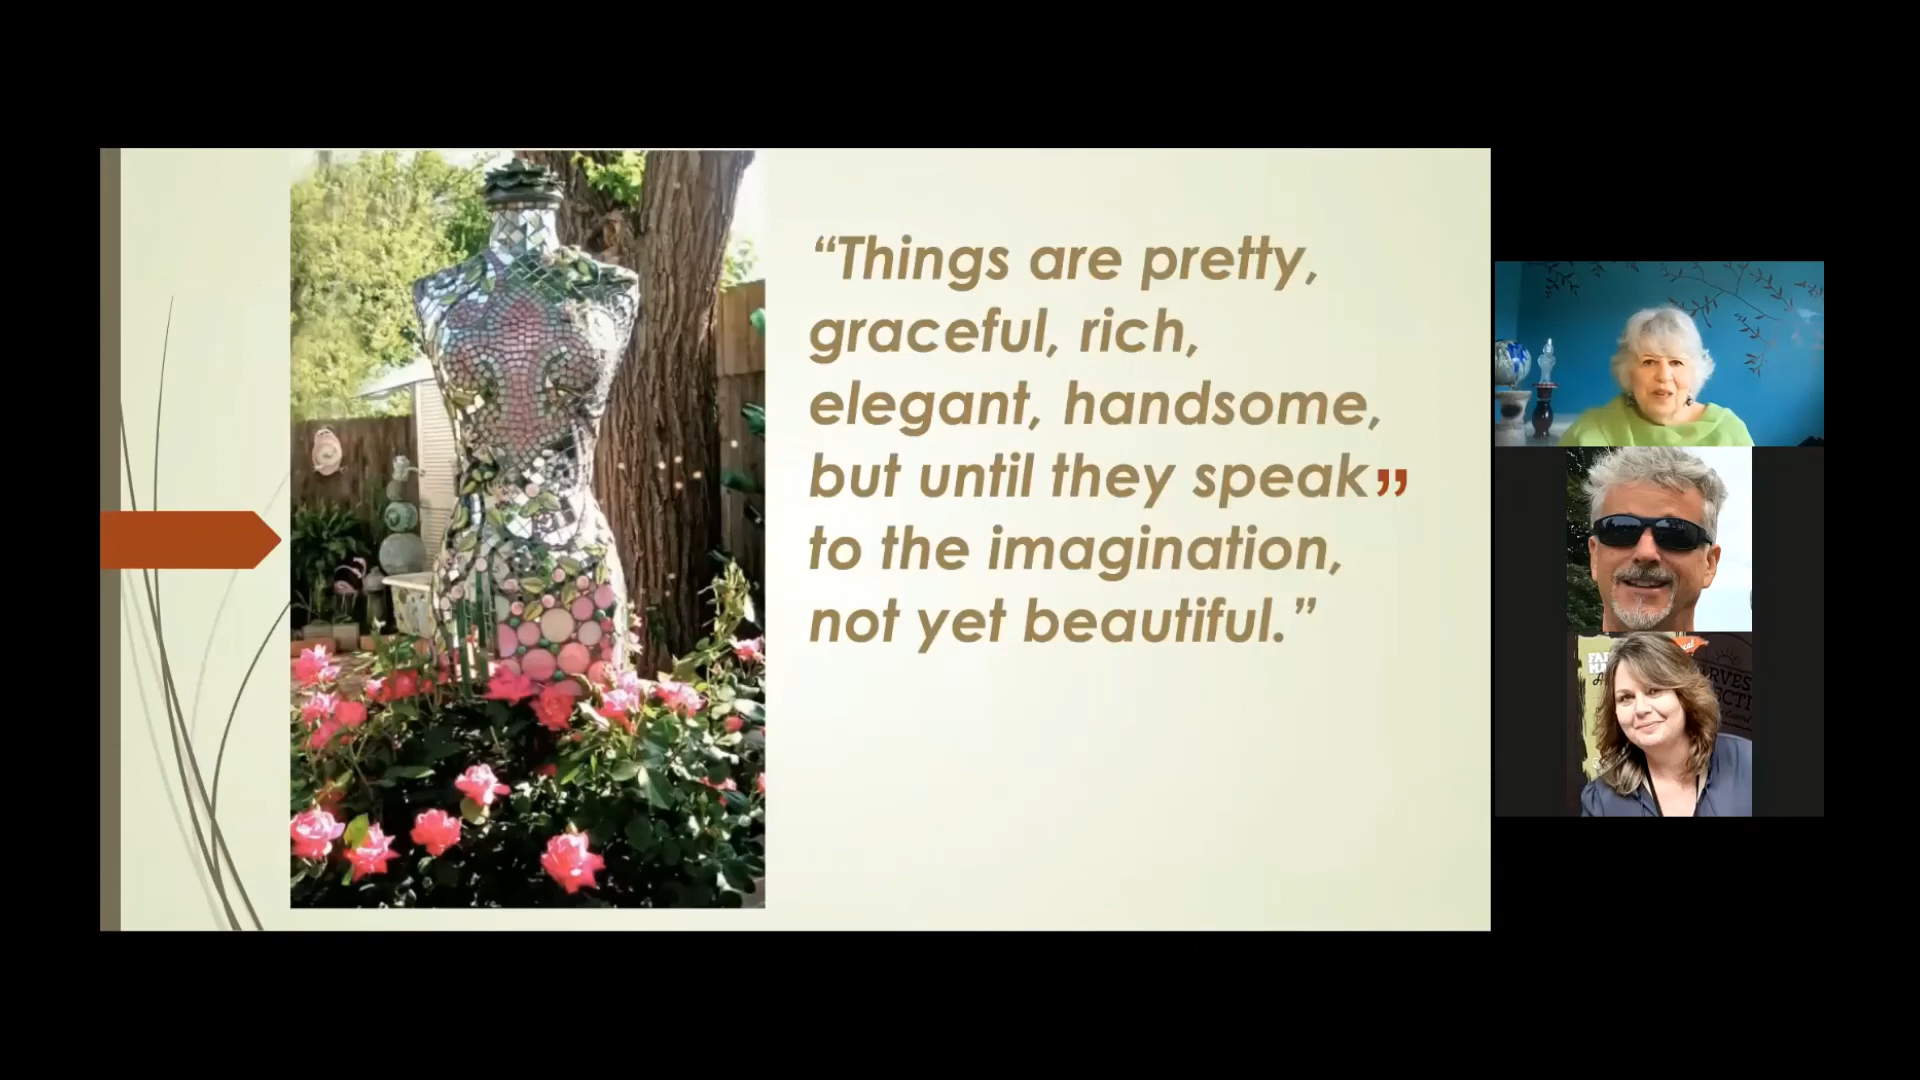 “Things are pretty,
graceful, rich,
elegant, handsome,
but until they speak”
to the imagination,
not yet beautiful.”